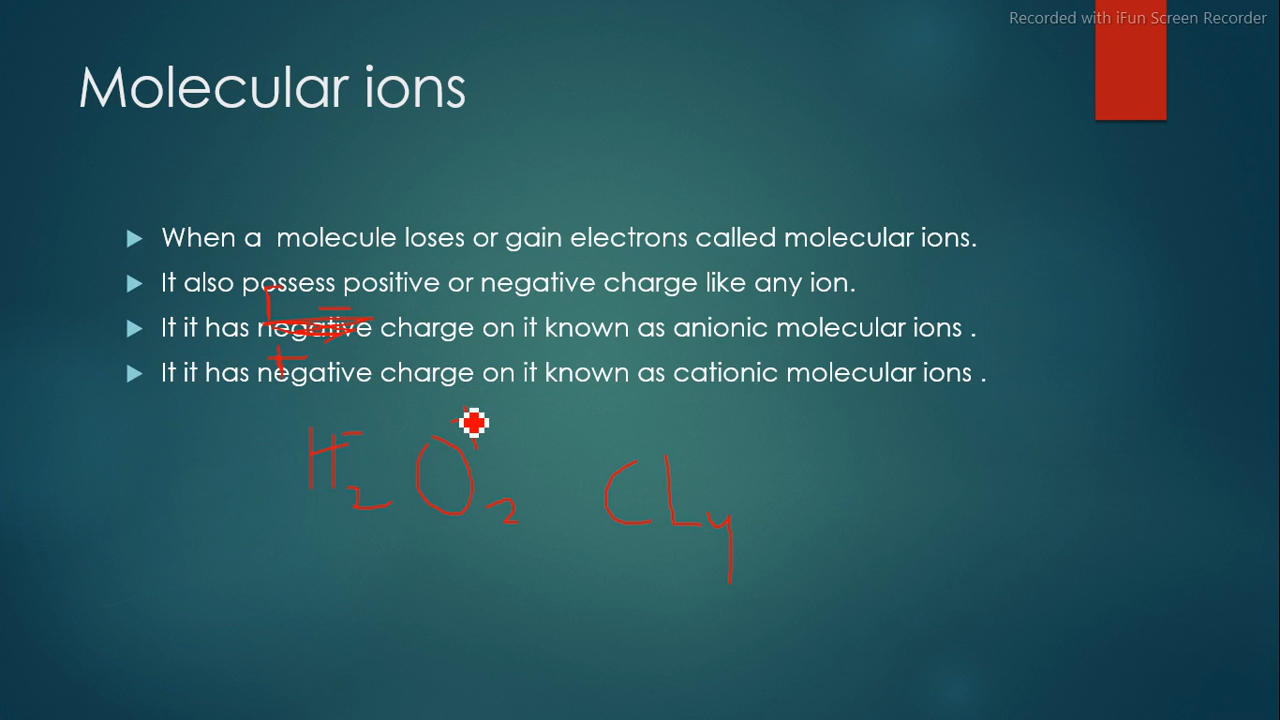 Recorded with iFun Screen Recorder
Molecular ions
When a molecule loses or gain electrons called molecular ions.
It also possess positive or negative charge like any ion.
It it has negative charge on it known as anionic molecular ions .
+
It it has negative charge on it known as cationic molecular ions .
H2 O2